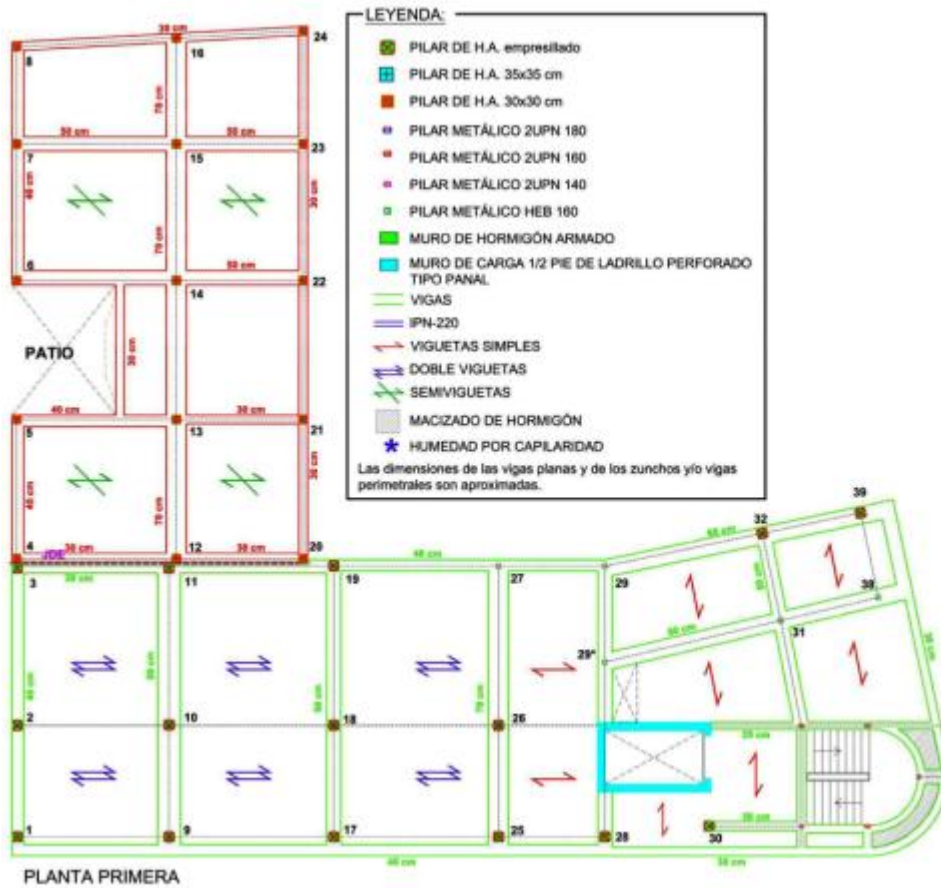 LEYENDA:
PILAR DE H.A. empresillado
PILAR DE H.A. 35x35 cm
PILAR DE H.A. 30x30 cm
PILAR METÁLICO 2UPN 180
PILAR METÁLICO 2UPN 160
PILAR METÁLICO 2UPN 140
PILAR METÁLICO HEB 160
MURO DE HORMIGÓN ARMADO
MURO DE CARGA 1/2 PIE DE LADRILLO PERFORADO
TIPO PANAL
VIGAS
IPN-220
VIGUETAS SIMPLES
DOBLE VIGUETAS
SEMIVIGUETAS
MACIZADO DE HORMIGÓN
* HUMEDAD POR CAPILARIDAD
Las dimensiones de las vigas planas y de los zunchos y/o vigas
perimetrales son aproximadas.
30 cm
24
8
16
70 cm
50 cm
50 cm
23
7
15
40 cm
30 cm
70 cm
50 cm
6
22
14
PATIO
30 cm
40 cm
30 cm
21
5
13
40 cm
70 cm
30 cm
4
30 cm
12
30 cm
20
JDE
39
32
3
30 cm
11
19
40 cm
27
29
38
31
29*
40 cm
70 cm
2
10
18
26
1
9
17
25
28
30
40 cm
30 cm
PLANTA PRIMERA